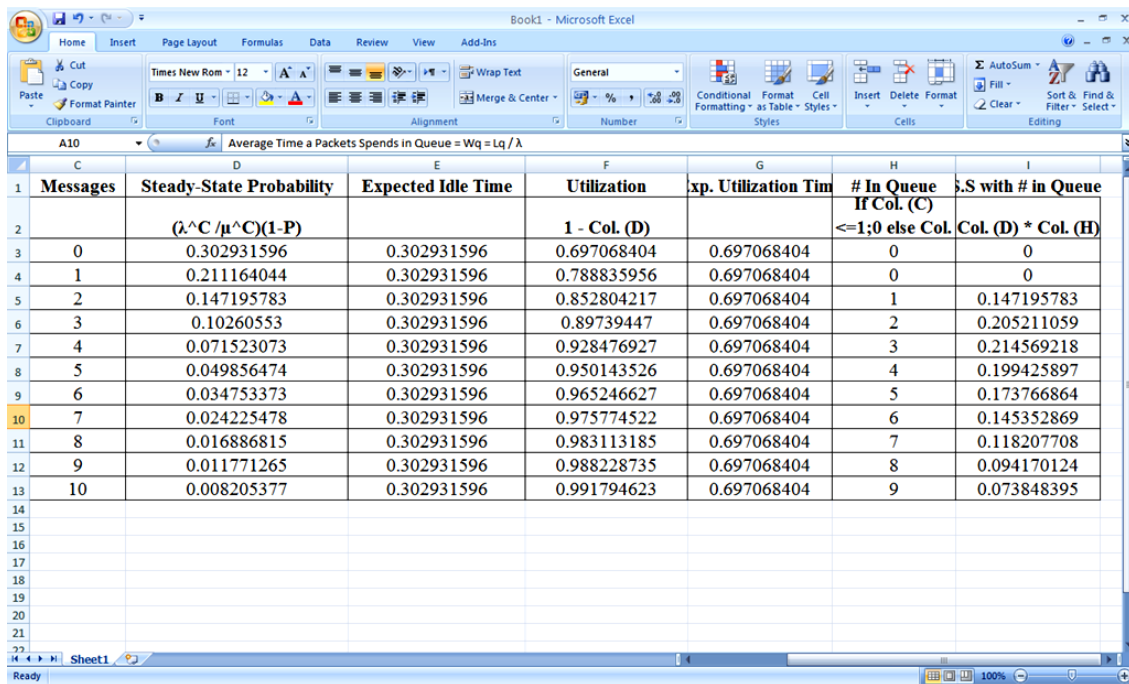 Book1 - Microsoft Excel
Home Insert Page Layout Formulas Data Review View Add-Ins
Paste
Cut
Copy
Format Painter
Clipboard
Times New Rom 12 A A
B I U A
Font
Wrap Text
Merge & Center
Alignment
General
% , .0 .00 .00 .0
Number
Conditional Formatting
Format as Table
Cell Styles
Styles
Insert Delete Format
Cells
Σ AutoSum
Fill
Clear
Sort & Filter
Find & Select
Editing
A10 fx Average Time a Packets Spends in Queue = Wq = Lq / λ
C D E F G H I
1 Messages Steady-State Probability Expected Idle Time Utilization xp. Utilization Tim # In Queue S.S with # in Queue
2 (λ^C /μ^C)(1-P) 1 - Col. (D) If Col. (C) <=1;0 else Col. Col. (D) * Col. (H)
3 0 0.302931596 0.302931596 0.697068404 0.697068404 0 0
4 1 0.211164044 0.302931596 0.788835956 0.697068404 0 0
5 2 0.147195783 0.302931596 0.852804217 0.697068404 1 0.147195783
6 3 0.10260553 0.302931596 0.89739447 0.697068404 2 0.205211059
7 4 0.071523073 0.302931596 0.928476927 0.697068404 3 0.214569218
8 5 0.049856474 0.302931596 0.950143526 0.697068404 4 0.199425897
9 6 0.034753373 0.302931596 0.965246627 0.697068404 5 0.173766864
10 7 0.024225478 0.302931596 0.975774522 0.697068404 6 0.145352869
11 8 0.016886815 0.302931596 0.983113185 0.697068404 7 0.118207708
12 9 0.011771265 0.302931596 0.988228735 0.697068404 8 0.094170124
13 10 0.008205377 0.302931596 0.991794623 0.697068404 9 0.073848395
14
15
16
17
18
19
20
21
22
Sheet1
Ready 100%